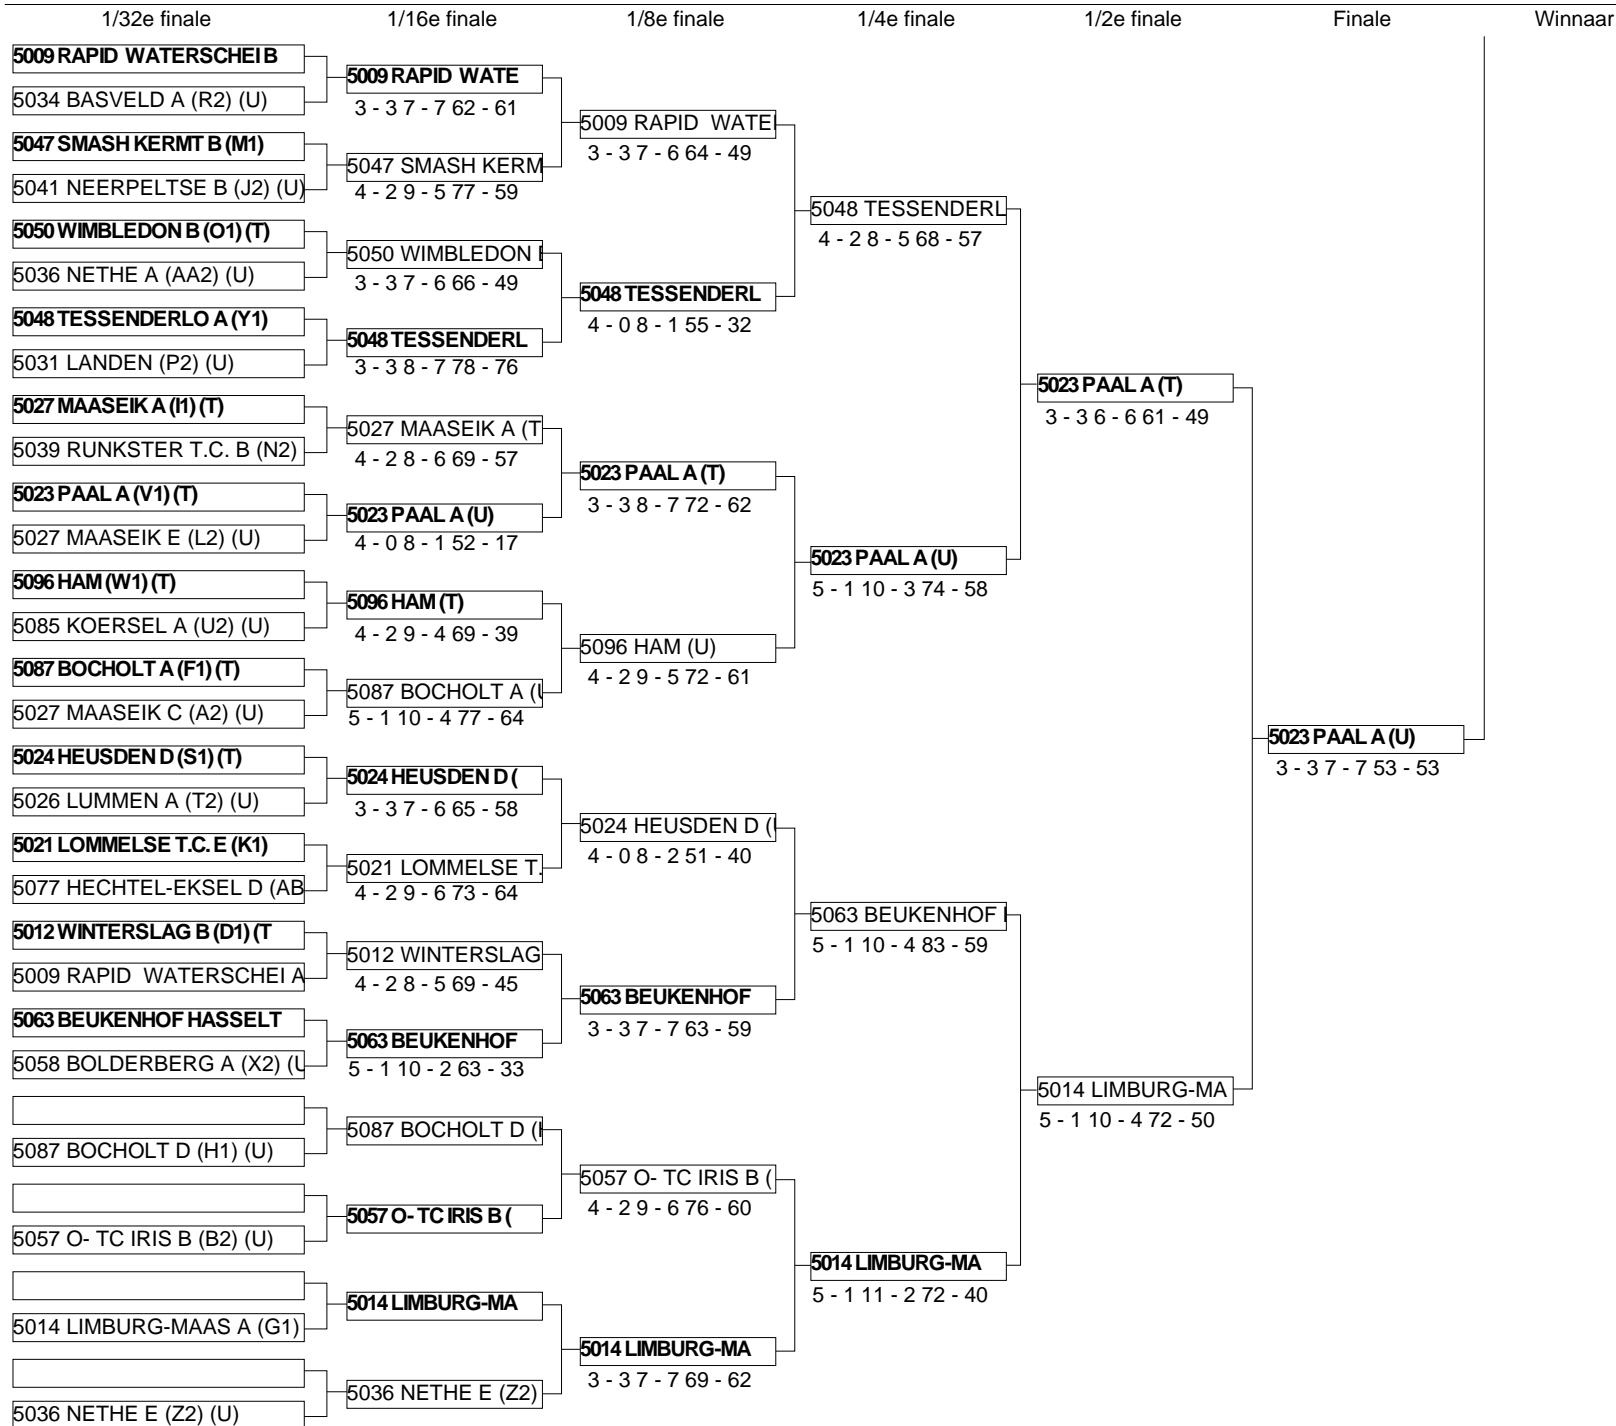 1/32e finale
1/16e finale
1/8e finale
1/4e finale
1/2e finale
Finale
Winnaar
5009 RAPID WATERSCHEI B
5034 BASVELD A (R2) (U)
5047 SMASH KERMT B (M1)
5041 NEERPELTSE B (J2) (U)
5050 WIMBLEDON B (O1) (T)
5036 NETHE A (AA2) (U)
5048 TESSENDERLO A (Y1)
5031 LANDEN (P2) (U)
5027 MAASEIK A (I1) (T)
5039 RUNKSTER T.C. B (N2)
5023 PAAL A (V1) (T)
5027 MAASEIK E (L2) (U)
5096 HAM (W1) (T)
5085 KOERSEL A (U2) (U)
5087 BOCHOLT A (F1) (T)
5027 MAASEIK C (A2) (U)
5024 HEUSDEN D (S1) (T)
5026 LUMMEN A (T2) (U)
5021 LOMMELSE T.C. E (K1)
5077 HECHTEL-EKSEL D (AB
5012 WINTERSLAG B (D1) (T
5009 RAPID WATERSCHEI A
5063 BEUKENHOF HASSELT
5058 BOLDERBERG A (X2) (U
5087 BOCHOLT D (H1) (U)
5057 O- TC IRIS B (B2) (U)
5014 LIMBURG-MAAS A (G1)
5036 NETHE E (Z2) (U)
5009 RAPID WATE
3 - 3 7 - 7 62 - 61
5047 SMASH KERM
4 - 2 9 - 5 77 - 59
5050 WIMBLEDON
3 - 3 7 - 6 66 - 49
5048 TESSENDERL
3 - 3 8 - 7 78 - 76
5027 MAASEIK A (T
4 - 2 8 - 6 69 - 57
5023 PAAL A (U)
4 - 0 8 - 1 52 - 17
5096 HAM (T)
4 - 2 9 - 4 69 - 39
5087 BOCHOLT A (U
5 - 1 10 - 4 77 - 64
5024 HEUSDEN D (
3 - 3 7 - 6 65 - 58
5021 LOMMELSE T.
4 - 2 9 - 6 73 - 64
5012 WINTERSLAG
4 - 2 8 - 5 69 - 45
5063 BEUKENHOF
5 - 1 10 - 2 63 - 33
5087 BOCHOLT D (
5057 O- TC IRIS B (
5014 LIMBURG-MA
5036 NETHE E (Z2)
5009 RAPID WATE
3 - 3 7 - 6 64 - 49
5048 TESSENDERL
4 - 0 8 - 1 55 - 32
5023 PAAL A (T)
3 - 3 8 - 7 72 - 62
5096 HAM (U)
4 - 2 9 - 5 72 - 61
5024 HEUSDEN D (
4 - 0 8 - 2 51 - 40
5063 BEUKENHOF
3 - 3 7 - 7 63 - 59
5057 O- TC IRIS B (
4 - 2 9 - 6 76 - 60
5014 LIMBURG-MA
3 - 3 7 - 7 69 - 62
5048 TESSENDERL
4 - 2 8 - 5 68 - 57
5023 PAAL A (U)
5 - 1 10 - 3 74 - 58
5063 BEUKENHOF
5 - 1 10 - 4 83 - 59
5014 LIMBURG-MA
5 - 1 11 - 2 72 - 40
5023 PAAL A (T)
3 - 3 6 - 6 61 - 49
5014 LIMBURG-MA
5 - 1 10 - 4 72 - 50
5023 PAAL A (U)
3 - 3 7 - 7 53 - 53